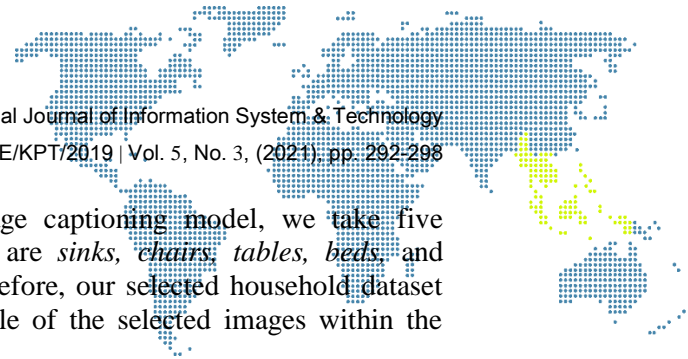 al Journal of Information System & Technology
E/KPT/2019 | Vol. 5, No. 3, (2021), pp. 292-298
ge captioning model, we take five
are sinks, chairs, tables, beds, and
efore, our selected household dataset
le of the selected images within the